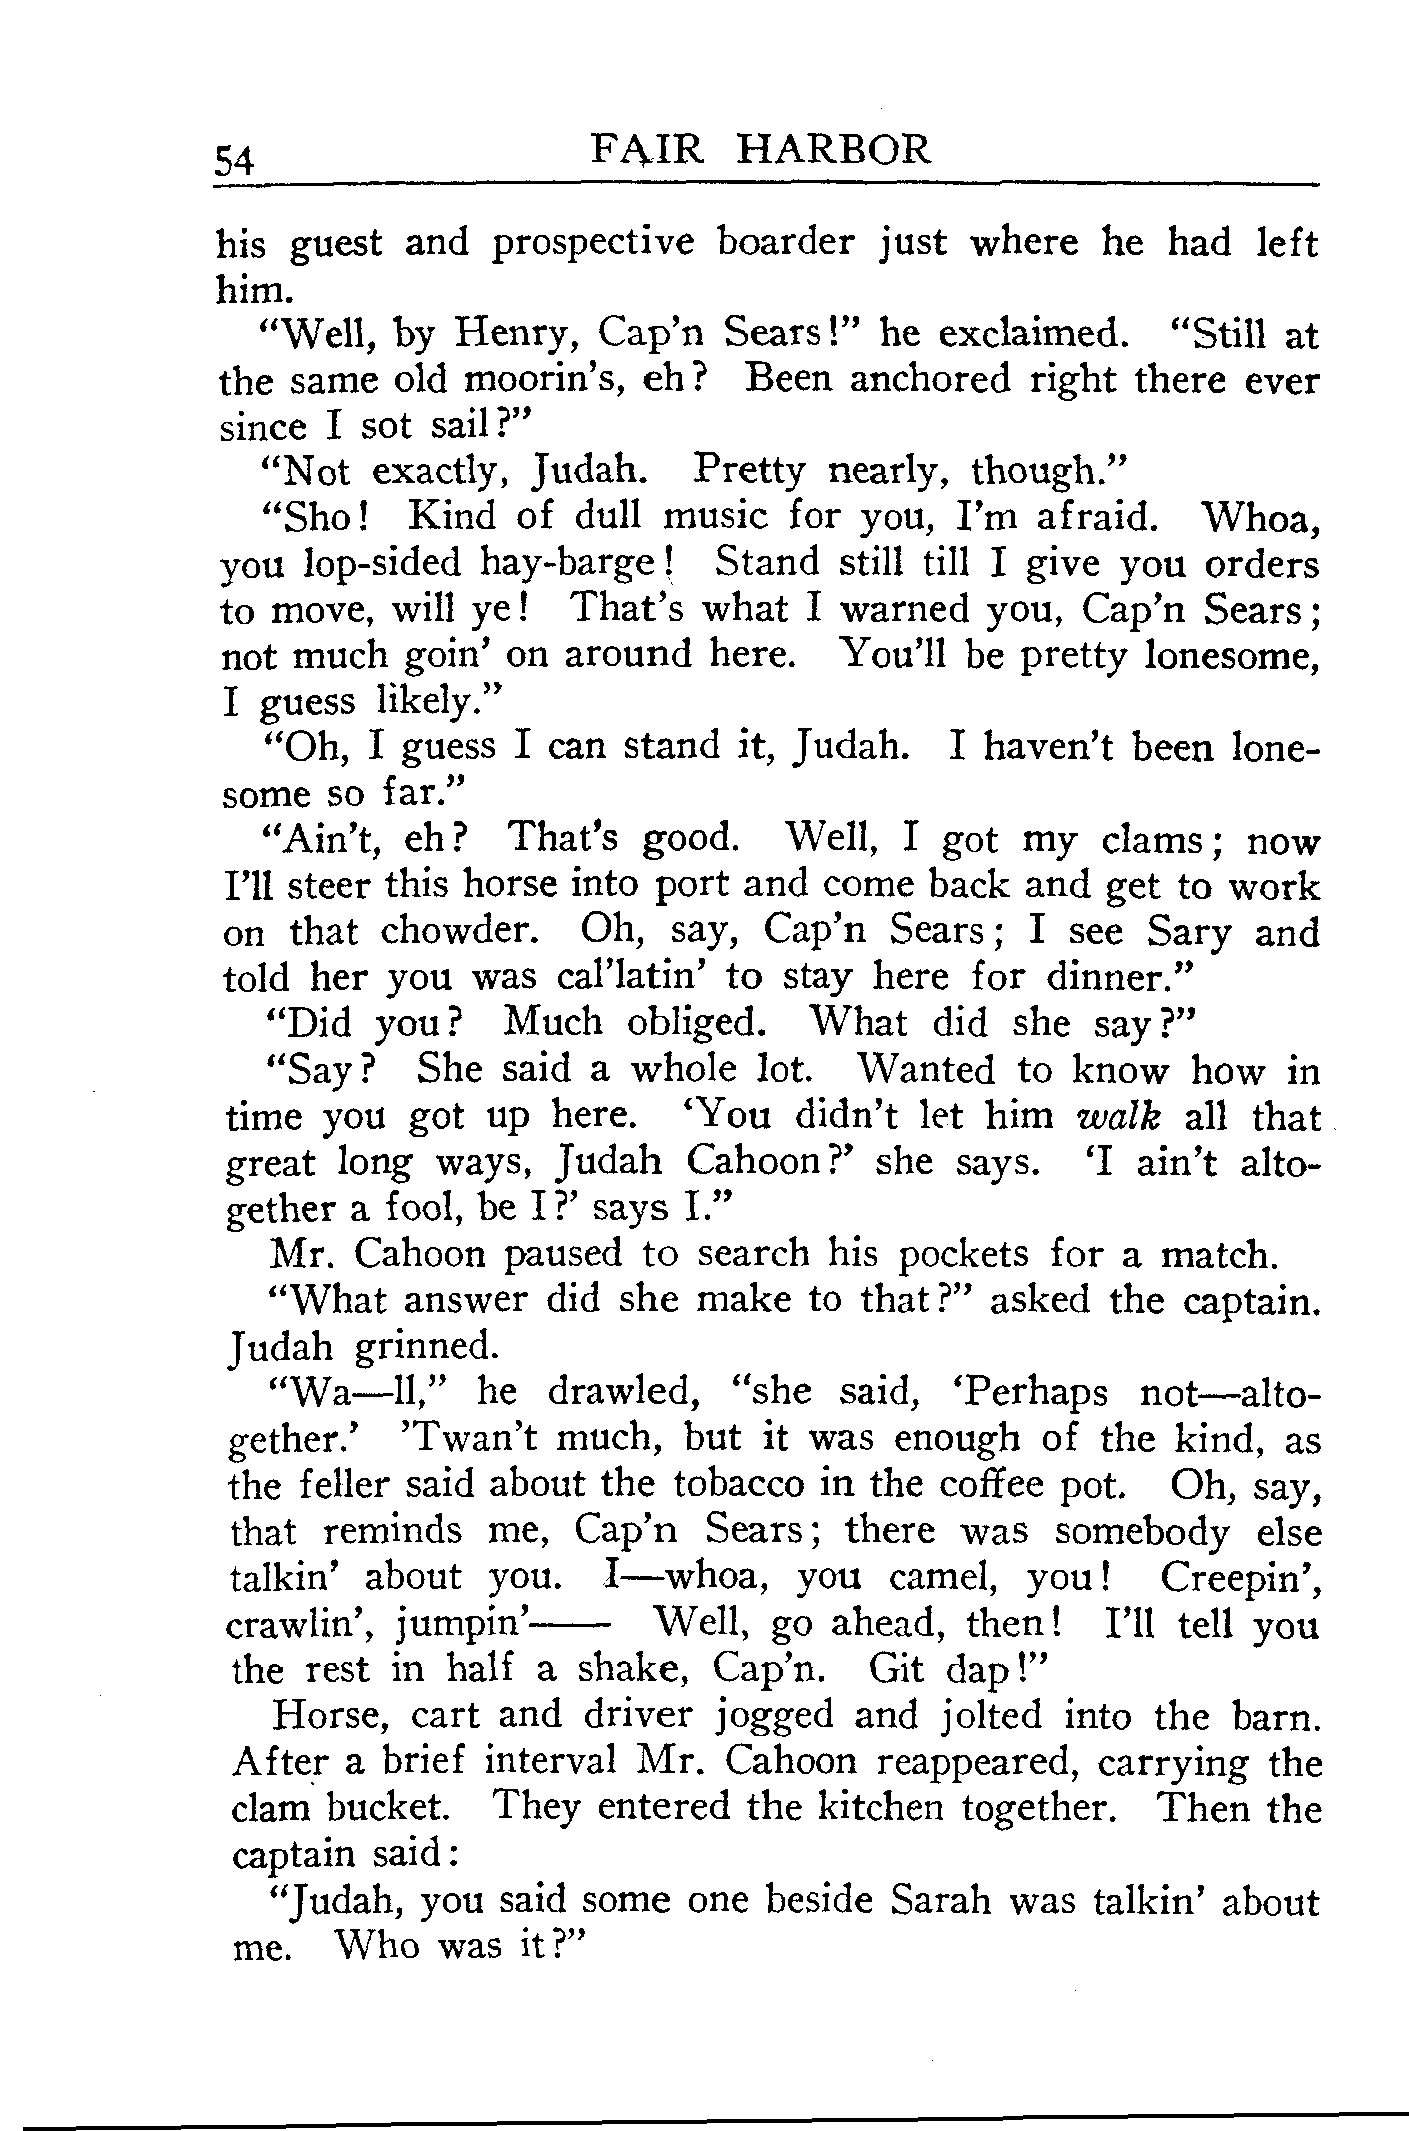 54
FAIR HARBOR
his guest and prospective boarder just where he had left
him.
“Well, by Henry, Cap’n Sears!” he exclaimed. “Still at
the same old moorin’s, eh? Been anchored right there ever
since I sot sail?”
“Not exactly, Judah. Pretty nearly, though.”
“Sho! Kind of dull music for you, I’m afraid. Whoa,
you lop-sided hay-barge! Stand still till I give you orders
to move, will ye! That’s what I warned you, Cap’n Sears;
not much goin’ on around here. You’ll be pretty lonesome,
I guess likely.”
“Oh, I guess I can stand it, Judah. I haven’t been lone-
some so far.”
“Ain’t, eh? That’s good. Well, I got my clams; now
I’ll steer this horse into port and come back and get to work
on that chowder. Oh, say, Cap’n Sears; I see Sary and
told her you was cal’latin’ to stay here for dinner.”
“Did you? Much obliged. What did she say?”
“Say? She said a whole lot. Wanted to know how in
time you got up here. ‘You didn’t let him walk all that
great long ways, Judah Cahoon?’ she says. ‘I ain’t alto-
gether a fool, be I?’ says I.”
Mr. Cahoon paused to search his pockets for a match.
“What answer did she make to that?” asked the captain.
Judah grinned.
“Wa—ll,” he drawled, “she said, ‘Perhaps not—alto-
gether.’ ’Twan’t much, but it was enough of the kind, as
the feller said about the tobacco in the coffee pot. Oh, say,
that reminds me, Cap’n Sears; there was somebody else
talkin’ about you. I—whoa, you camel, you! Creepin’,
crawlin’, jumpin’—— Well, go ahead, then! I’ll tell you
the rest in half a shake, Cap’n. Git dap!”
Horse, cart and driver jogged and jolted into the barn.
After a brief interval Mr. Cahoon reappeared, carrying the
clam bucket. They entered the kitchen together. Then the
captain said:
“Judah, you said some one beside Sarah was talkin’ about
me. Who was it?”